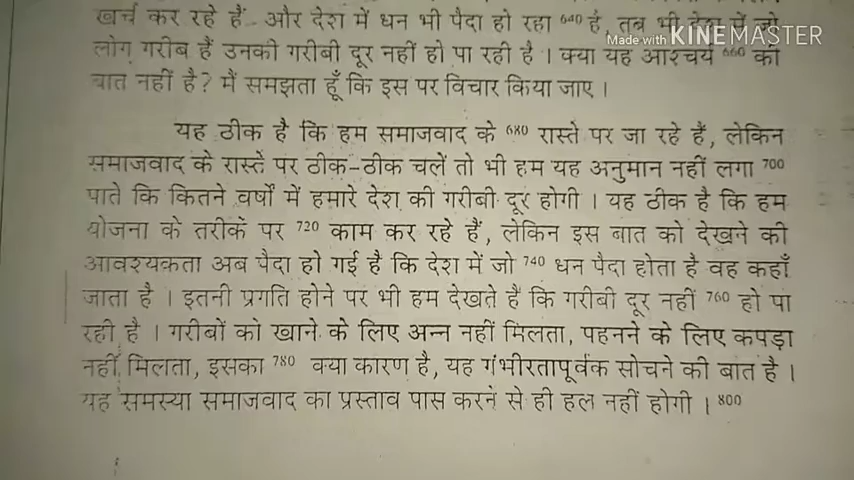 खर्च कर रहे हैं और देश में धन भी पैदा हो रहा 640 है, तब भी देश में जो
Made with KINEMASTER
लोग गरीब हैं उनकी गरीबी दूर नहीं हो पा रही है । क्या यह आश्चर्य 660 की
बात नहीं है? मैं समझता हूँ कि इस पर विचार किया जाए ।
यह ठीक है कि हम समाजवाद के 680 रास्ते पर जा रहे हैं, लेकिन
समाजवाद के रास्ते पर ठीक-ठीक चलें तो भी हम यह अनुमान नहीं लगा 700
पाते कि कितने वर्षों में हमारे देश की गरीबी दूर होगी । यह ठीक है कि हम
योजना के तरीके पर 720 काम कर रहे हैं, लेकिन इस बात को देखने की
आवश्यकता अब पैदा हो गई है कि देश में जो 740 धन पैदा होता है वह कहाँ
जाता है । इतनी प्रगति होने पर भी हम देखते हैं कि गरीबी दूर नहीं 760 हो पा
रही है । गरीबों को खाने के लिए अन्न नहीं मिलता, पहनने के लिए कपड़ा
नहीं मिलता, इसका 780 क्या कारण है, यह गंभीरतापूर्वक सोचने की बात है ।
यह समस्या समाजवाद का प्रस्ताव पास करने से ही हल नहीं होगी । 800